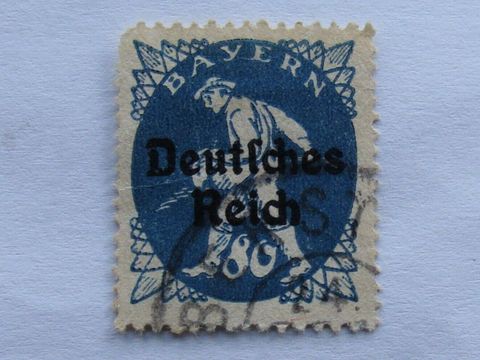 BAYERN
Deutſches
Reich
80